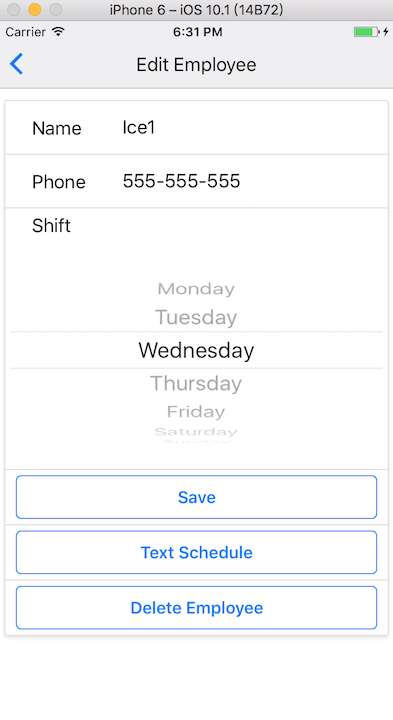 iPhone 6 – iOS 10.1 (14B72)
Carrier 6:31 PM
Edit Employee
Name Ice1
Phone 555-555-555
Shift
Monday
Tuesday
Wednesday
Thursday
Friday
Saturday
Sunday
Save
Text Schedule
Delete Employee